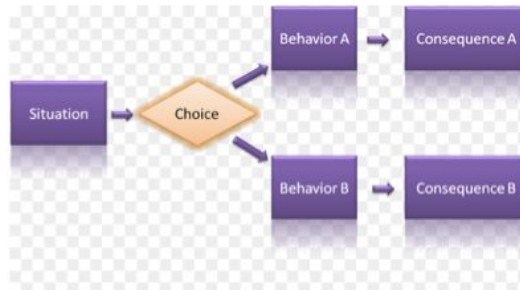 Behavior A
Consequence A
Situation
Choice
Behavior B
Consequence B